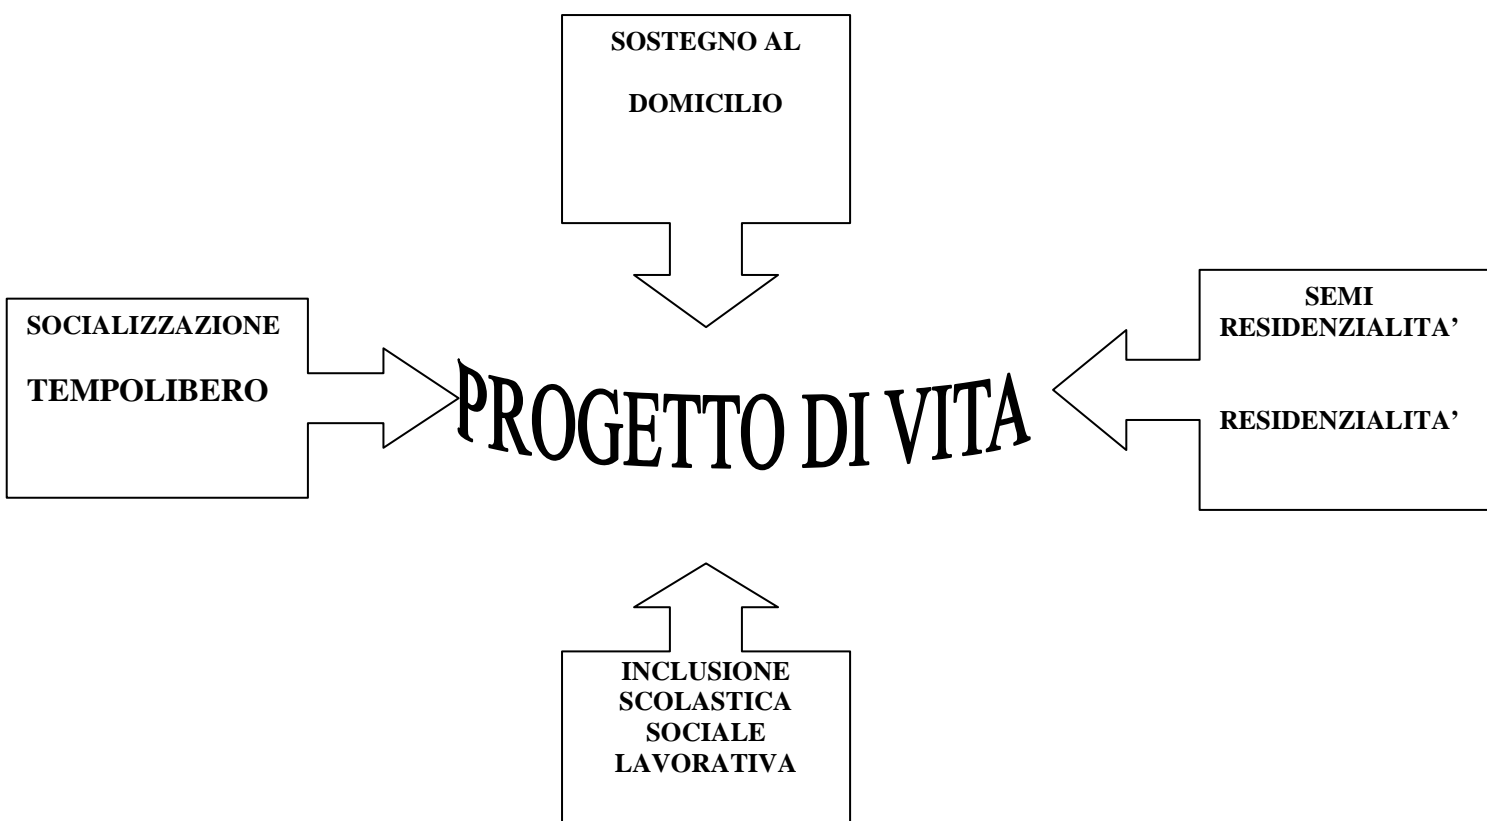 SOSTEGNO AL
DOMICILIO
SOCIALIZZAZIONE
TEMPOLIBERO
PROGETTO DI VITA
SEMI
RESIDENZIALITA’
RESIDENZIALITA’
INCLUSIONE
SCOLASTICA
SOCIALE
LAVORATIVA